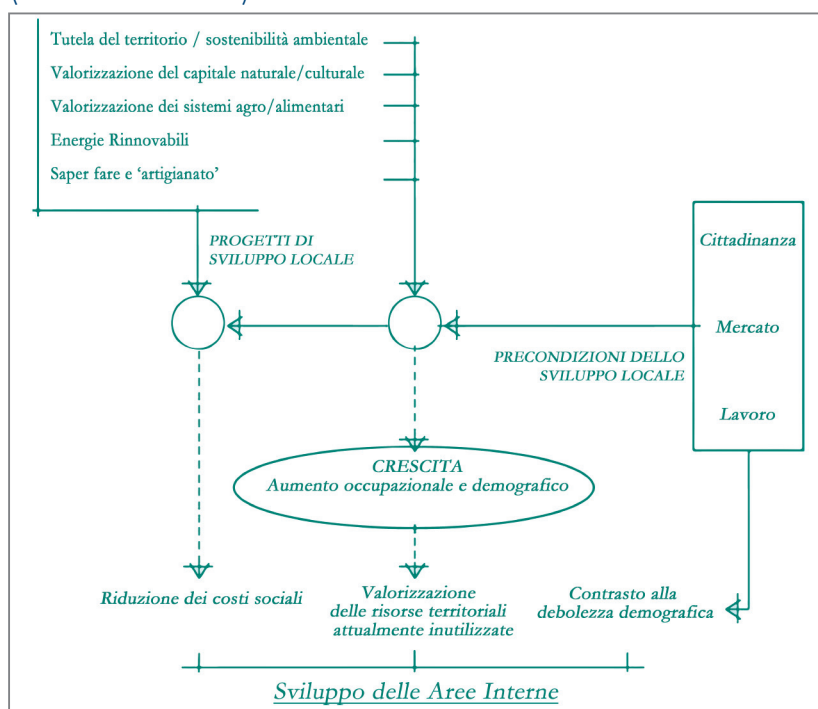 Tutela del territorio / sostenibilità ambientale
Valorizzazione del capitale naturale/culturale
Valorizzazione dei sistemi agro/alimentari
Energie Rinnovabili
Saper fare e ‘artigianato’
PROGETTI DI
SVILUPPO LOCALE
Cittadinanza
Mercato
Lavoro
PRECONDIZIONI DELLO
SVILUPPO LOCALE
CRESCITA
Aumento occupazionale e demografico
Riduzione dei costi sociali
Valorizzazione
delle risorse territoriali
attualmente inutilizzate
Contrasto alla
debolezza demografica
Sviluppo delle Aree Interne